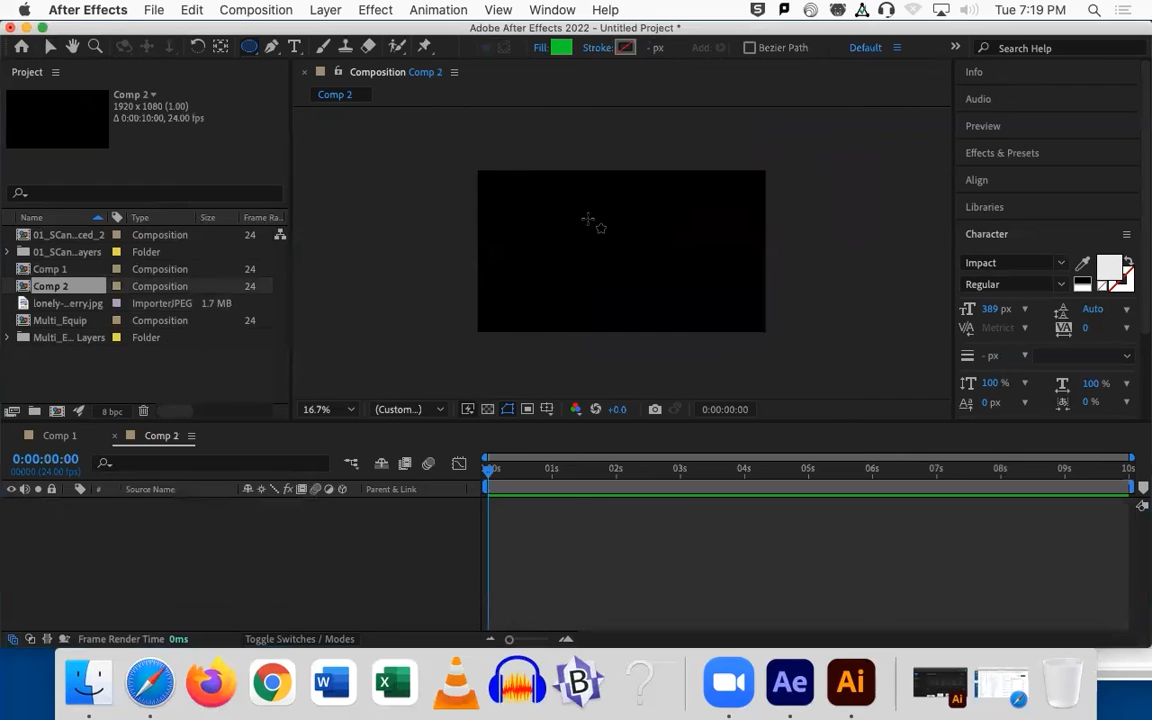 After Effects File Edit Composition Layer Effect Animation View Window Help Tue 7:19 PM
Adobe After Effects 2022 - Untitled Project *
Fill: Stroke: - px Add: Bezier Path Default Search Help
Project
Composition Comp 2
Info
Comp 2
1920 x 1080 (1.00)
Δ 0:00:10:00, 24.00 fps
Comp 2
Audio
Preview
Effects & Presets
Align
Libraries
Name Type Size Frame Ra..
01_SCan...ced_2 Composition 24
01_SCan...ayers Folder
Comp 1 Composition 24
Comp 2 Composition 24
lonely-...erry.jpg ImporterJPEG 1.7 MB
Multi_Equip Composition 24
Multi_E... Layers Folder
Character
Impact
Regular
389 px Auto
Metrics 0
- px
100 % 100 %
0 px 0 %
8 bpc
16.7% (Custom...) +0.0 0:00:00:00
Comp 1 Comp 2
0:00:00:00
00000 (24.00 fps)
01s 02s 03s 04s 05s 06s 07s 08s 09s 10s
# Source Name Parent & Link
Frame Render Time 0ms Toggle Switches / Modes
W X B ? Ae Ai Ai